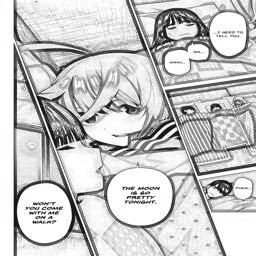 ...I NEED TO
TELL YOU.
NN...
MMM...
PHEW...
THE MOON
IS SO
PRETTY
TONIGHT.
WON'T
YOU COME
WITH ME
ON A
WALK?